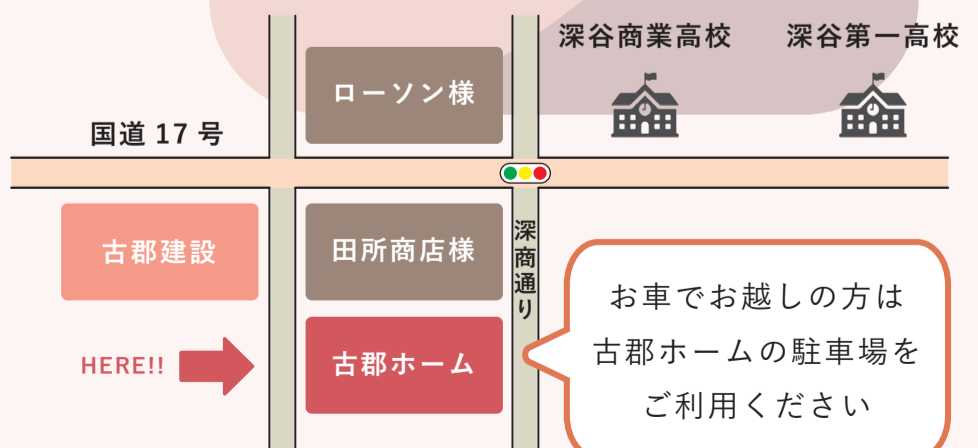 深谷商業高校
深谷第一高校
ローソン様
国道 17 号
古郡建設
田所商店様
深商通り
HERE!!
古郡ホーム
お車でお越しの方は
古郡ホームの駐車場を
ご利用ください